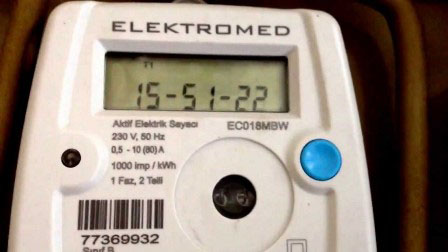 ELEKTROMED
T1
15-51-22
Aktif Elektrik Sayacı
EC018MBW
230 V, 50 Hz
0,5 - 10 (80) A
1000 imp / kWh
1 Faz, 2 Telli
77369932
Sınıf B